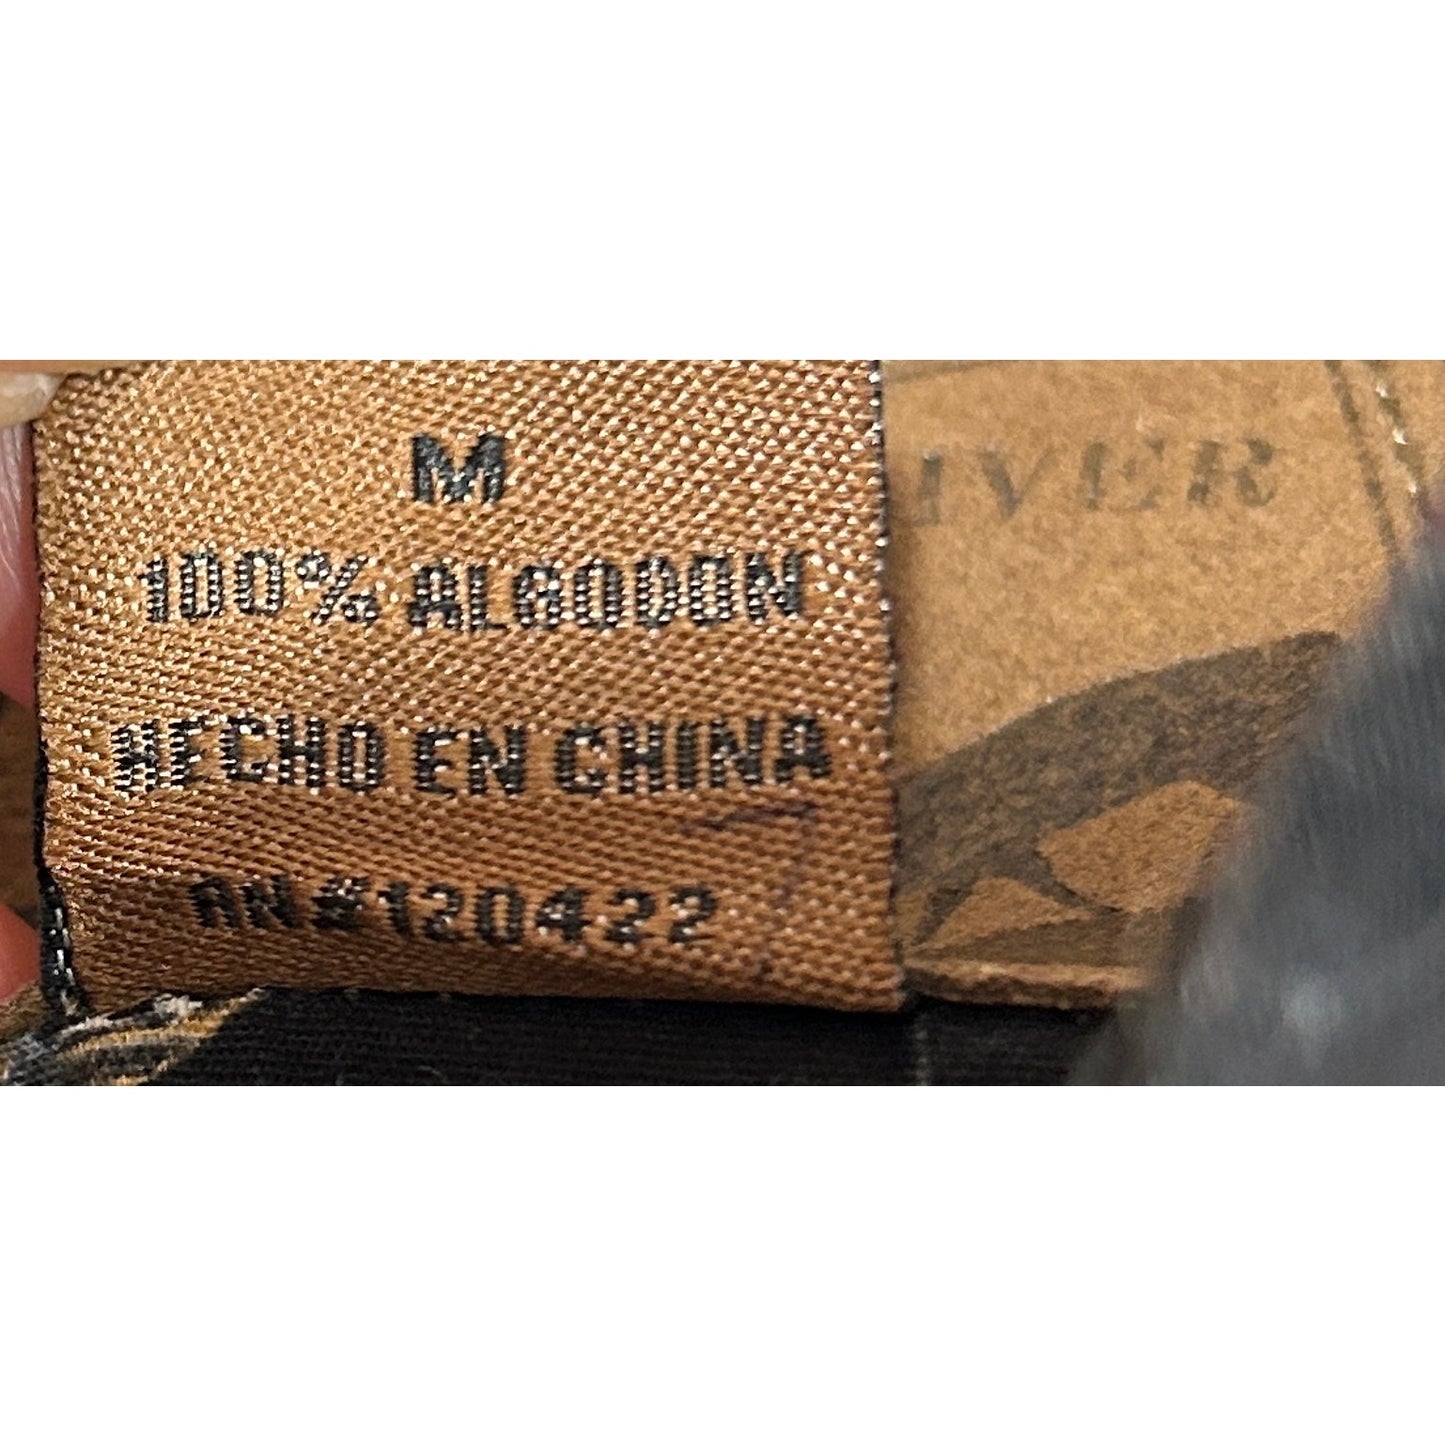 M
100% ALGODON
HECHO EN CHINA
RN#120422
IVER